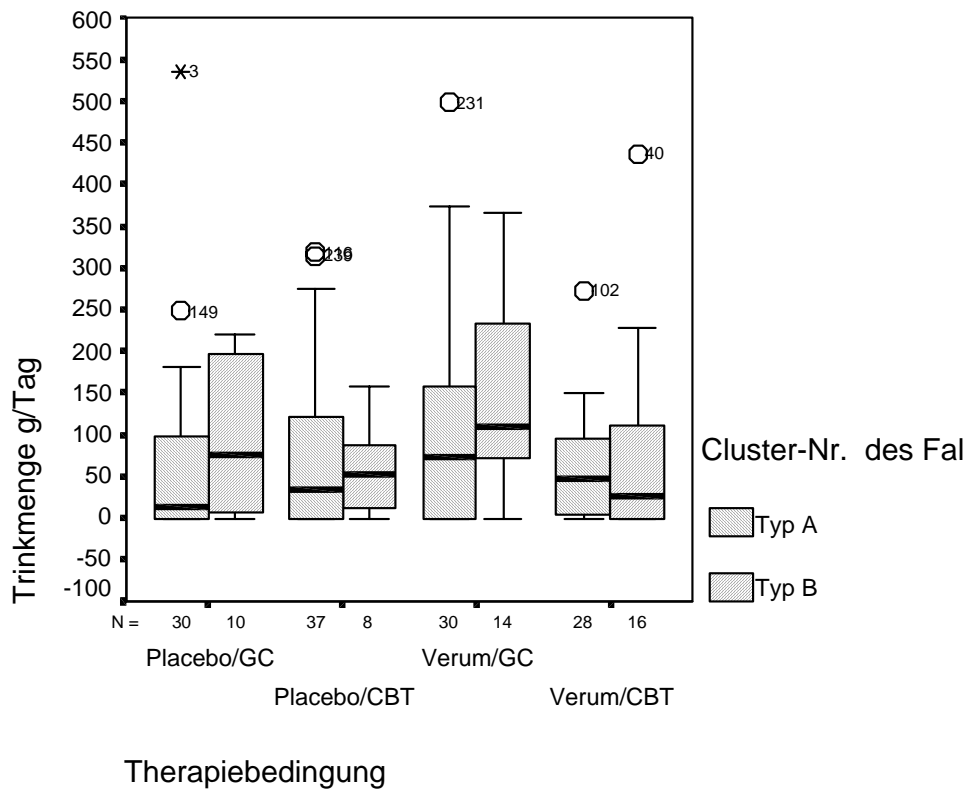 600
550
500
450
400
350
300
250
200
150
100
50
0
-50
-100
Trinkmenge g/Tag
3
149
231
40
102
N = 30 10 37 8 30 14 28 16
Placebo/GC Verum/GC
Placebo/CBT Verum/CBT
Therapiebedingung
Cluster-Nr. des Fal
Typ A
Typ B